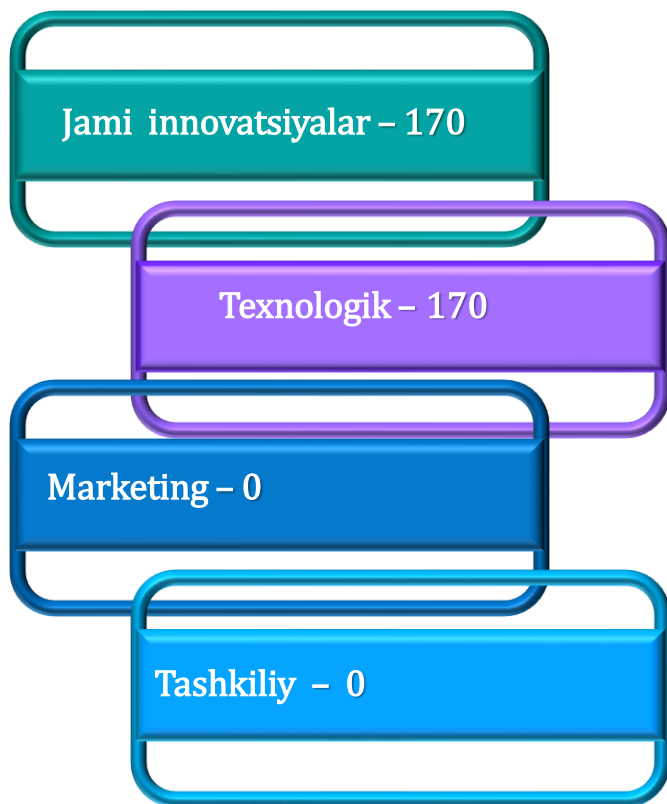 Jami innovatsiyalar – 170
Texnologik – 170
Marketing – 0
Tashkiliy – 0